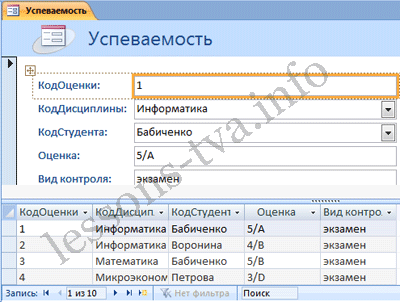 Успеваемость
Успеваемость
КодОценки: 1
КодДисциплины: Информатика
КодСтудента: Бабиченко
Оценка: 5/A
Вид контроля: экзамен
КодОценки КодДисцип. КодСтудент Оценка Вид контро
1 Информатика Бабиченко 5/A экзамен
2 Информатика Воронина 4/B экзамен
3 Математика Бабиченко 5/B экзамен
4 Микроэконом Петрова 3/D экзамен
Запись: 1 из 10 Нет фильтра Поиск
lessons-tva.info